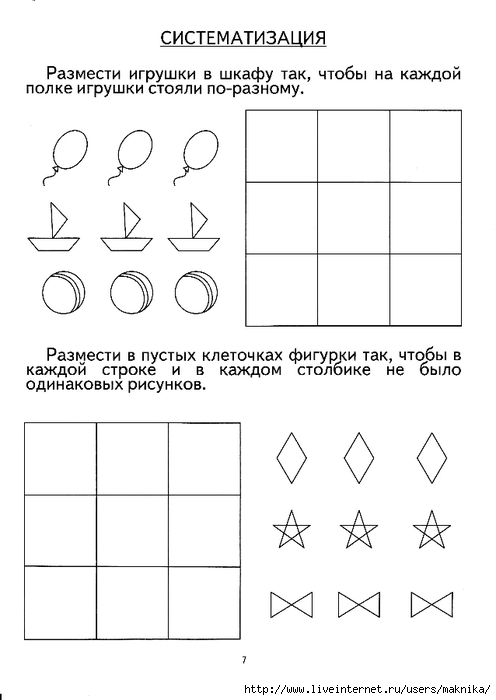 СИСТЕМАТИЗАЦИЯ
Размести игрушки в шкафу так, чтобы на каждой
полке игрушки стояли по-разному.
Размести в пустых клеточках фигурки так, чтобы в
каждой строке и в каждом столбике не было
одинаковых рисунков.
7
http://www.liveinternet.ru/users/maknika/